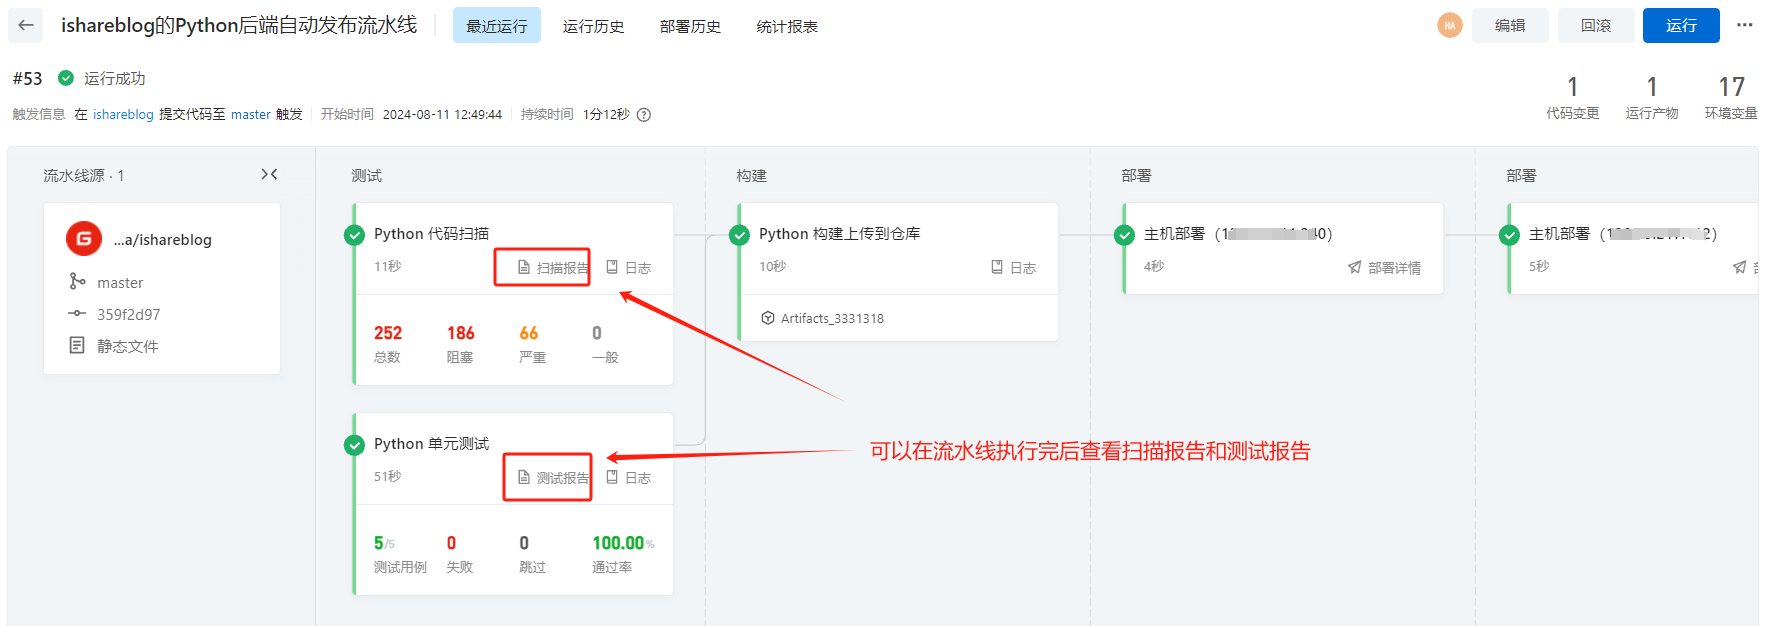 ishareblog的Python后端自动发布流水线 最近运行 运行历史 部署历史 统计报表 HA 编辑 回滚 运行
#53 运行成功
触发信息 在 ishareblog 提交代码至 master 触发 开始时间 2024-08-11 12:49:44 持续时间 1分12秒
1 代码变更
1 运行产物
17 环境变量
流水线源 · 1
...a/ishareblog
master
359f2d97
静态文件
测试
Python 代码扫描
11秒 扫描报告 日志
252 186 66 0
总数 阻塞 严重 一般
Python 单元测试
51秒 测试报告 日志
5/5 0 0 100.00%
测试用例 失败 跳过 通过率
构建
Python 构建上传到仓库
10秒 日志
Artifacts_3331318
部署
主机部署
4秒 部署详情
部署
主机部署
5秒
可以在流水线执行完后查看扫描报告和测试报告